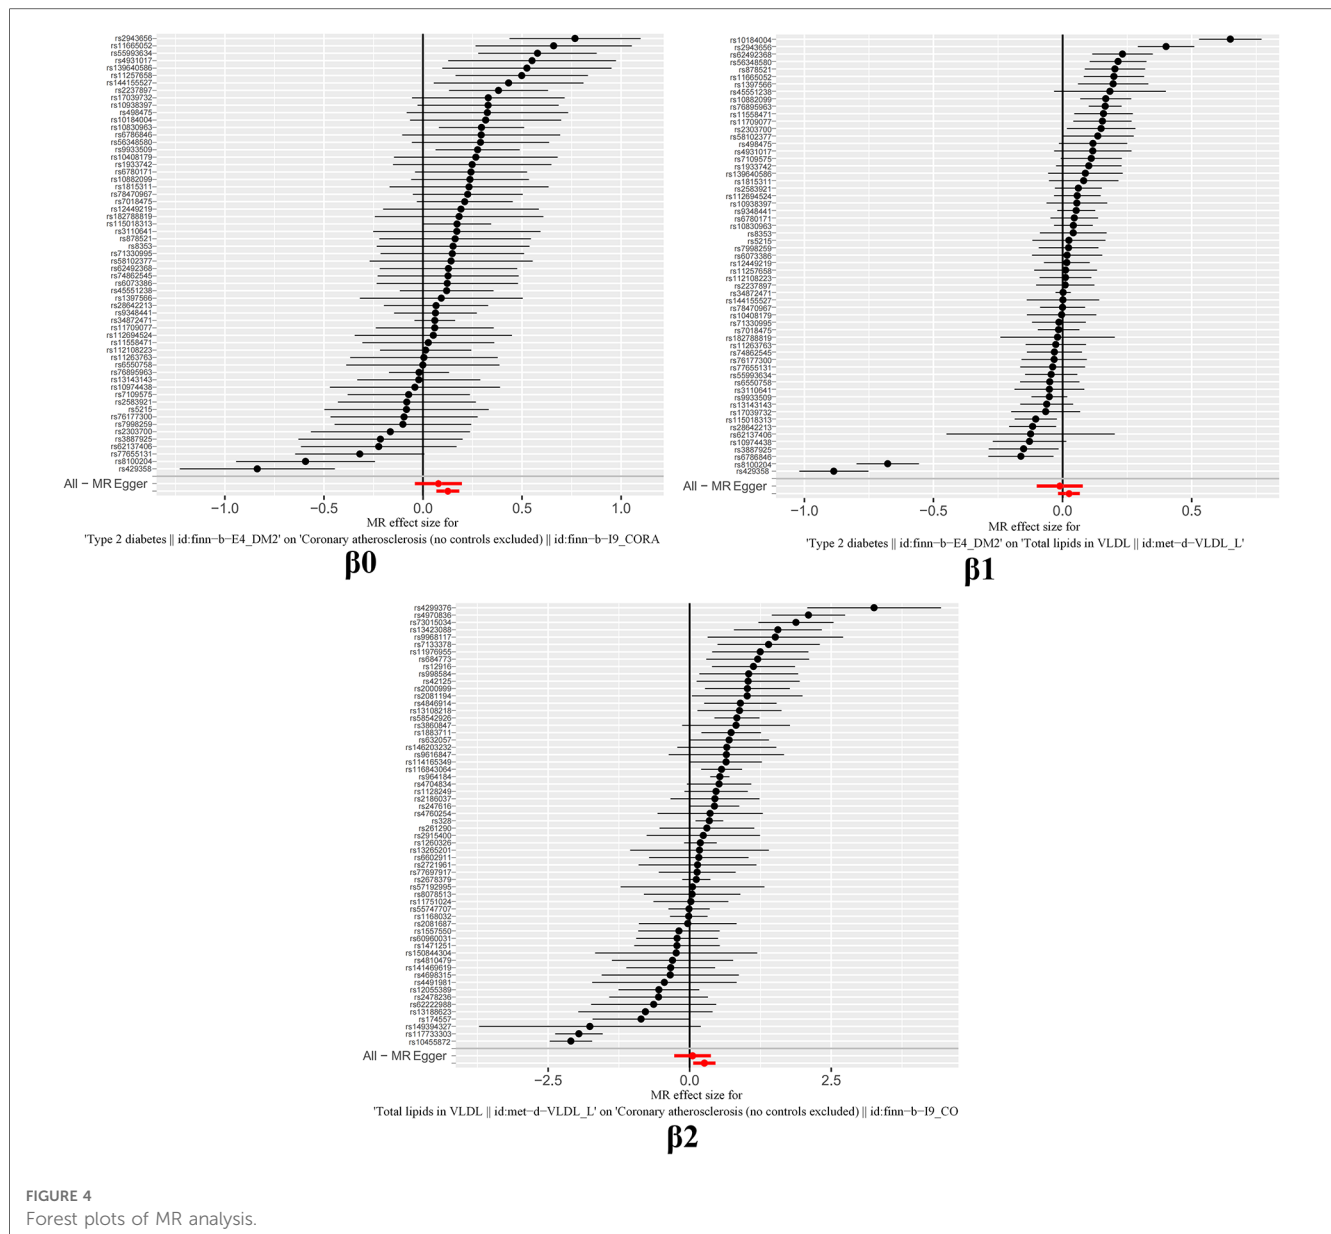 rs2943656
rs11665052
rs55993634
rs4931017
rs139640586
rs11257658
rs144155527
rs2237897
rs17039732
rs10938397
rs498475
rs10184004
rs10830963
rs6786846
rs56348580
rs9933509
rs10408179
rs1933742
rs6780171
rs10882099
rs1815311
rs78470967
rs7018475
rs12449219
rs182788819
rs115018313
rs3110641
rs878521
rs8353
rs71330995
rs58102377
rs62492368
rs74862545
rs6073386
rs45551238
rs1397566
rs28642213
rs9348441
rs34872471
rs11709077
rs112694524
rs11558471
rs112108223
rs11263763
rs6550758
rs76895963
rs13143143
rs10974438
rs7109575
rs2583921
rs5215
rs76177300
rs7998259
rs2303700
rs3887925
rs62137406
rs77655131
rs8100204
rs429358
All − MR Egger
−1.0 −0.5 0.0 0.5 1.0
MR effect size for
'Type 2 diabetes || id:finn−b−E4_DM2' on 'Coronary atherosclerosis (no controls excluded) || id:finn−b−I9_CORA
β0
rs10184004
rs2943656
rs62492368
rs56348580
rs878521
rs11665052
rs1397566
rs45551238
rs10882099
rs76895963
rs11558471
rs11709077
rs2303700
rs58102377
rs498475
rs4931017
rs7109575
rs1933742
rs139640586
rs1815311
rs2583921
rs112694524
rs10938397
rs9348441
rs6780171
rs10830963
rs8353
rs5215
rs7998259
rs6073386
rs12449219
rs11257658
rs112108223
rs2237897
rs34872471
rs144155527
rs78470967
rs10408179
rs71330995
rs7018475
rs182788819
rs11263763
rs74862545
rs76177300
rs77655131
rs55993634
rs6550758
rs3110641
rs9933509
rs13143143
rs17039732
rs115018313
rs28642213
rs62137406
rs10974438
rs3887925
rs6786846
rs8100204
rs429358
All − MR Egger
−1.0 −0.5 0.0 0.5
MR effect size for
'Type 2 diabetes || id:finn−b−E4_DM2' on 'Total lipids in VLDL || id:met−d−VLDL_L'
β1
rs4299376
rs4970836
rs73015034
rs13423088
rs9968117
rs7133378
rs11976955
rs684773
rs12916
rs998584
rs42125
rs2000999
rs2081194
rs4846914
rs13108218
rs58542926
rs3860847
rs1883711
rs632057
rs146203232
rs9616847
rs114165349
rs116843064
rs964184
rs4704834
rs1128249
rs2186037
rs247616
rs4760254
rs328
rs261290
rs2915400
rs1260326
rs13265201
rs6602911
rs2721961
rs77697917
rs2678379
rs57192995
rs8078513
rs11751024
rs55747707
rs1168032
rs2081687
rs1557550
rs60960031
rs1471251
rs150844304
rs4810479
rs141469619
rs4698315
rs4491981
rs12055389
rs2478236
rs62222988
rs13188623
rs174557
rs149394327
rs117733303
rs10455872
All − MR Egger
−2.5 0.0 2.5
MR effect size for
'Total lipids in VLDL || id:met−d−VLDL_L' on 'Coronary atherosclerosis (no controls excluded) || id:finn−b−I9_CO
β2
FIGURE 4
Forest plots of MR analysis.